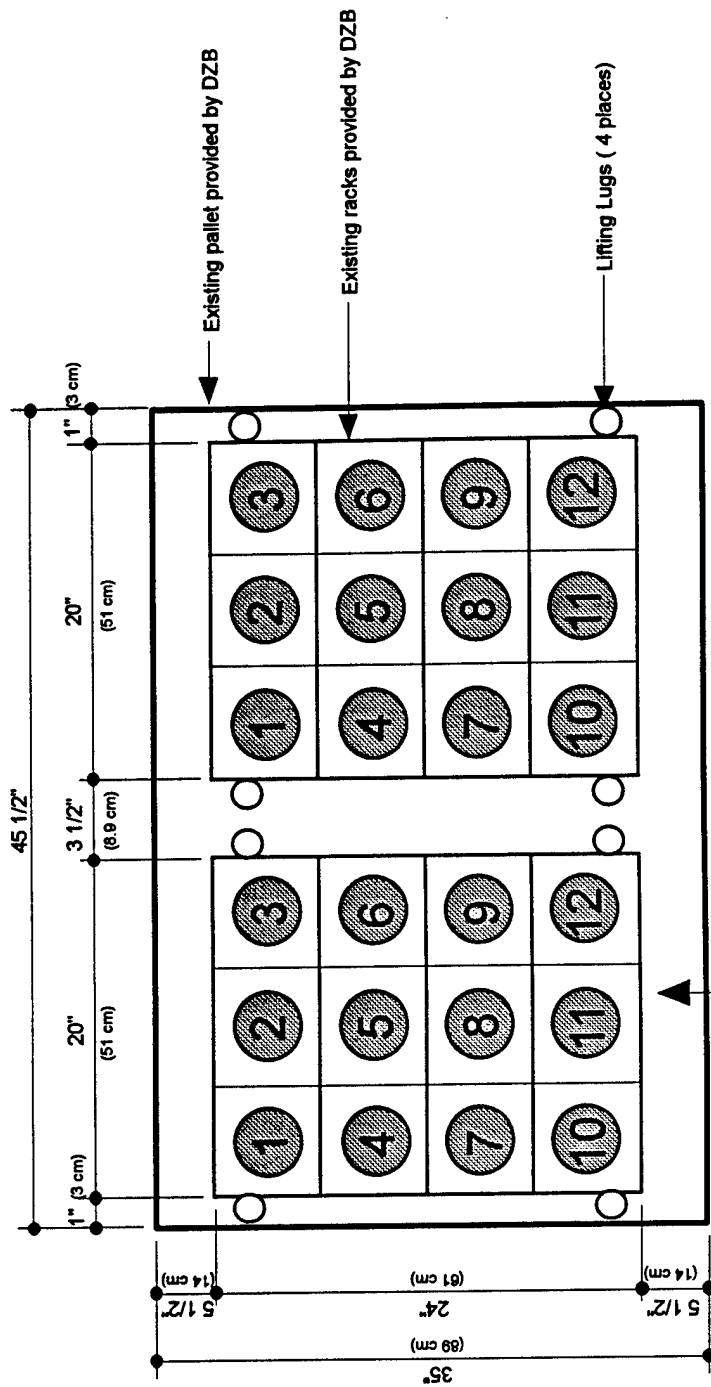 45 1/2"
1" (3 cm)
20"
(51 cm)
3 1/2"
(8.9 cm)
20"
(51 cm)
1" (3 cm)
Existing pallet provided by DZB
Existing racks provided by DZB
Lifting Lugs ( 4 places)
35"
(89 cm)
5 1/2"
(14 cm)
24"
(61 cm)
5 1/2"
(14 cm)
1 2 3
4 5 6
7 8 9
10 11 12
1 2 3
4 5 6
7 8 9
10 11 12